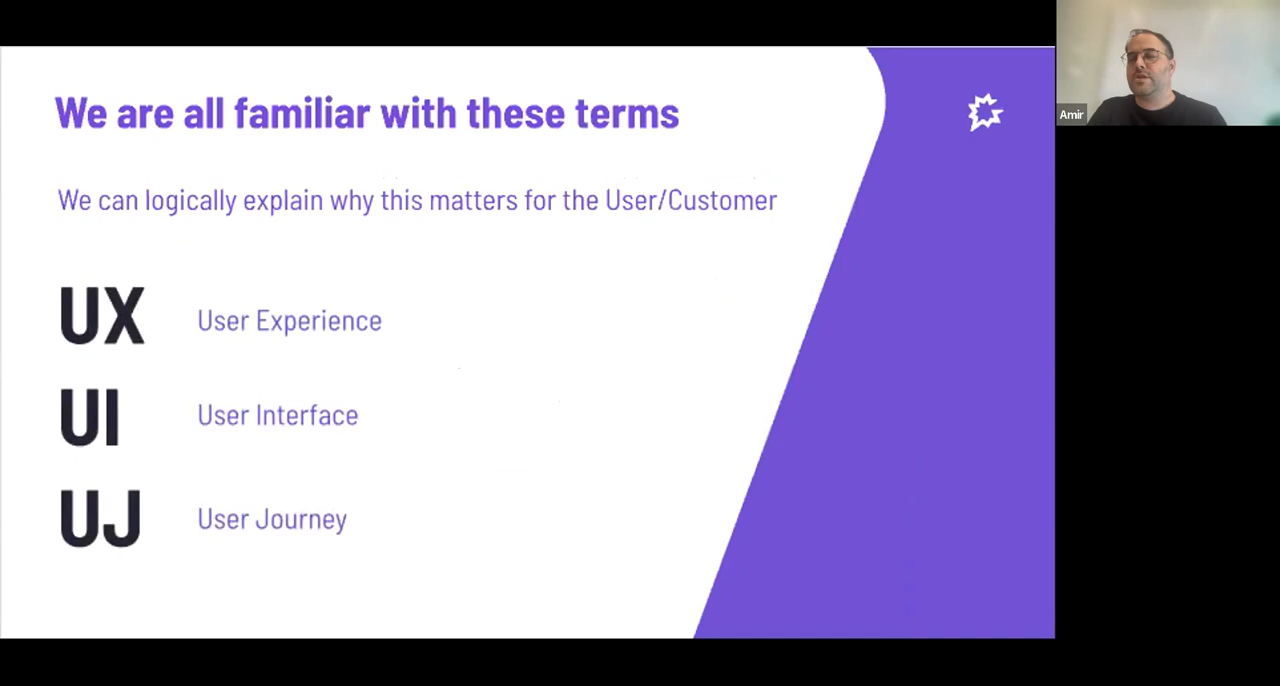 We are all familiar with these terms
We can logically explain why this matters for the User/Customer
UX User Experience
UI User Interface
UJ User Journey
Amir